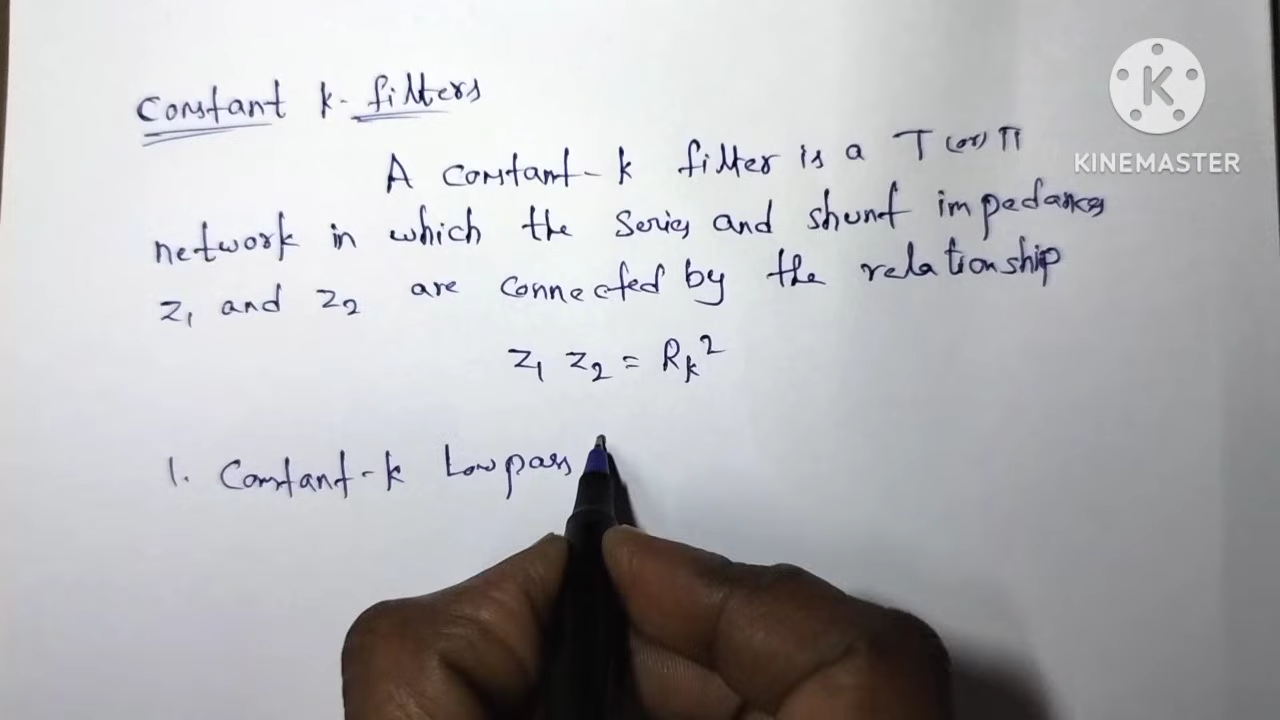 Constant k-filters
K
KINEMASTER
A constant-k filter is a T (or) Π
network in which the series and shunt impedances
Z1 and Z2 are connected by the relationship
Z1 Z2 = Rk²
1. Constant-k Lowpass